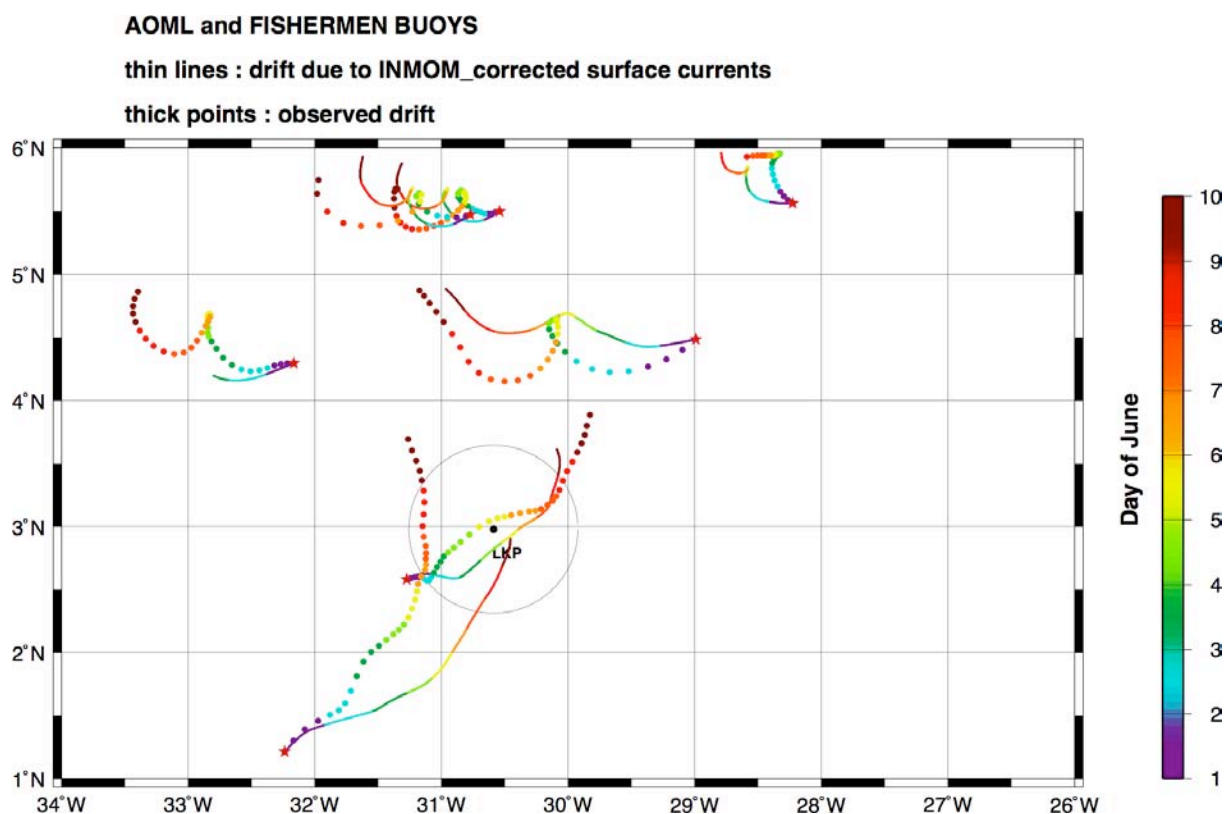 AOML and FISHERMEN BUOYS
thin lines : drift due to INMOM_corrected surface currents
thick points : observed drift
6˚N
5˚N
4˚N
3˚N
2˚N
1˚N
LKP
34˚W 33˚W 32˚W 31˚W 30˚W 29˚W 28˚W 27˚W 26˚W
Day of June
10
9
8
7
6
5
4
3
2
1